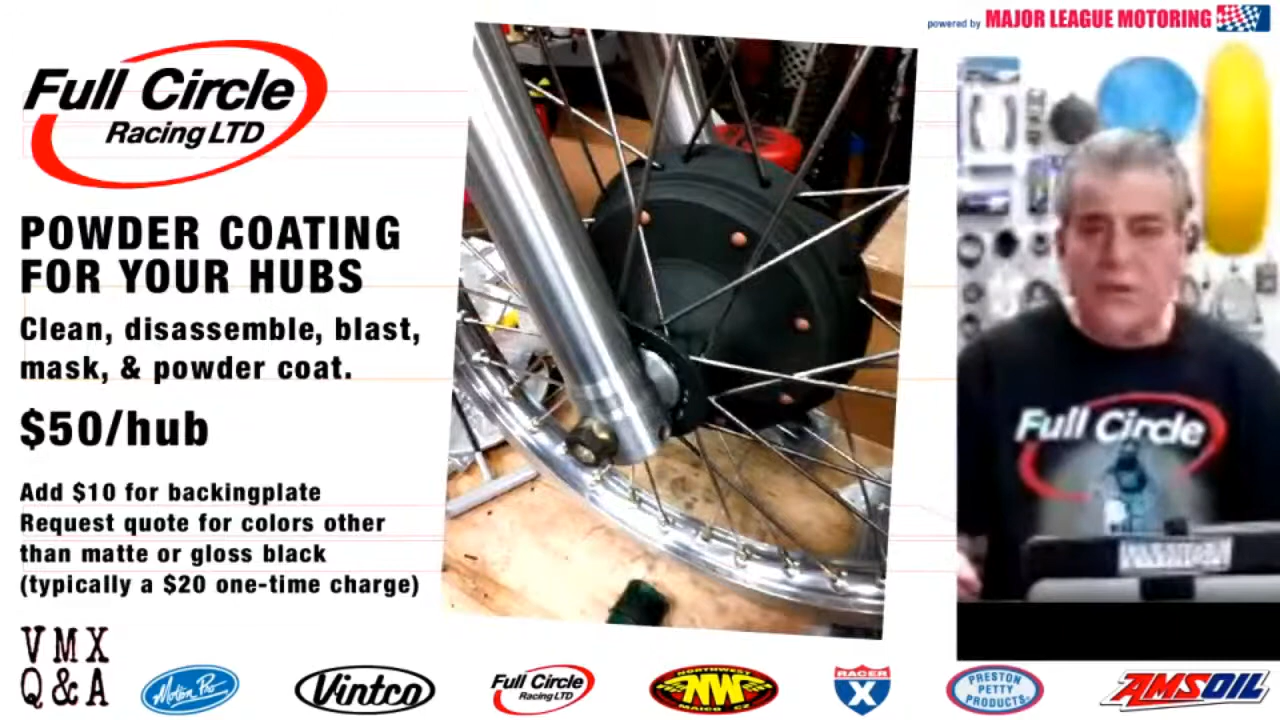 powered by MAJOR LEAGUE MOTORING
Full Circle
Racing LTD
POWDER COATING
FOR YOUR HUBS
Clean, disassemble, blast,
mask, & powder coat.
$50/hub
Add $10 for backingplate
Request quote for colors other
than matte or gloss black
(typically a $20 one-time charge)
Full Circle
VMX
Q&A
Motion Pro
Vintco
Full Circle
Racing LTD
NORTHWEST
NW
MAICO CZ
RACER
X
PRESTON
PETTY
PRODUCTS
AMSOIL